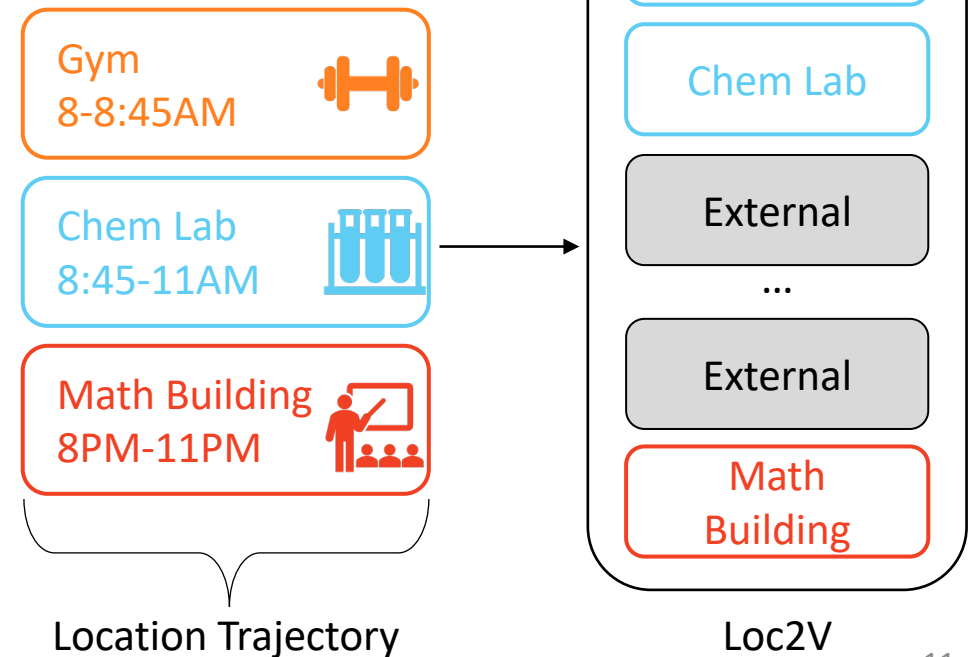 Gym
8-8:45AM
Chem Lab
8:45-11AM
Math Building
8PM-11PM
Location Trajectory
Chem Lab
External
...
External
Math
Building
Loc2V